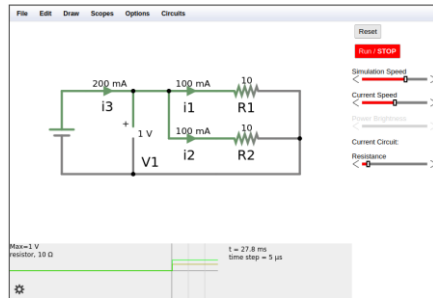 File Edit Draw Scopes Options Circuits
Reset
Run / STOP
Simulation Speed
Current Speed
Power Brightness
Current Circuit:
Resistance
200 mA
100 mA
10
i3
i1
R1
+
1 V
100 mA
10
V1
i2
R2
Max=1 V
resistor, 10 Ω
t = 27.8 ms
time step = 5 μs